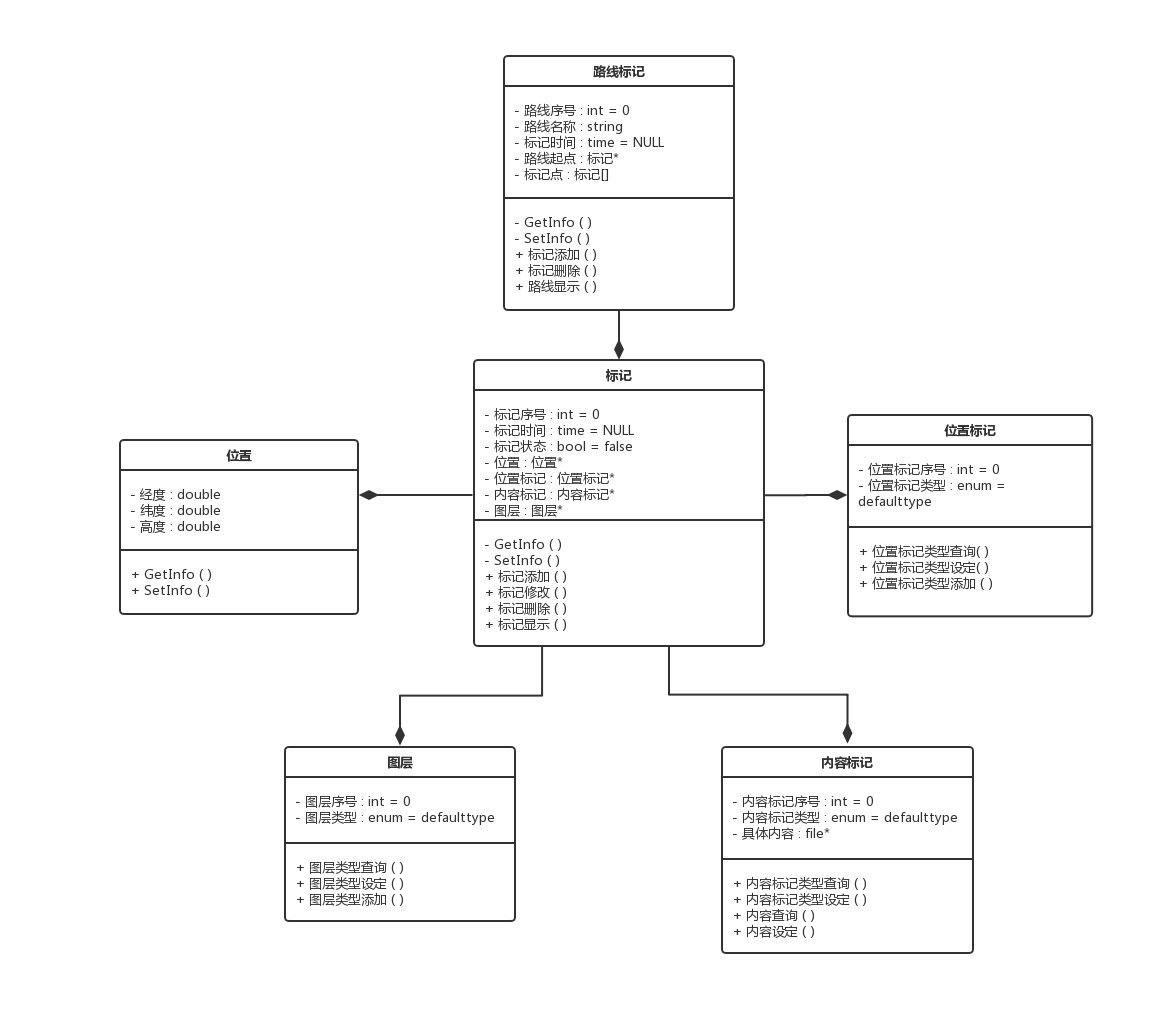 路线标记
- 路线序号 : int = 0
- 路线名称 : string
- 标记时间 : time = NULL
- 路线起点 : 标记*
- 标记点 : 标记[]
- GetInfo ( )
- SetInfo ( )
+ 标记添加 ( )
+ 标记删除 ( )
+ 路线显示 ( )
标记
- 标记序号 : int = 0
- 标记时间 : time = NULL
- 标记状态 : bool = false
- 位置 : 位置*
- 位置标记 : 位置标记*
- 内容标记 : 内容标记*
- 图层 : 图层*
- GetInfo ( )
- SetInfo ( )
+ 标记添加 ( )
+ 标记修改 ( )
+ 标记删除 ( )
+ 标记显示 ( )
位置
- 经度 : double
- 纬度 : double
- 高度 : double
+ GetInfo ( )
+ SetInfo ( )
位置标记
- 位置标记序号 : int = 0
- 位置标记类型 : enum =
defaulttype
+ 位置标记类型查询( )
+ 位置标记类型设定( )
+ 位置标记类型添加 ( )
图层
- 图层序号 : int = 0
- 图层类型 : enum = defaulttype
+ 图层类型查询 ( )
+ 图层类型设定 ( )
+ 图层类型添加 ( )
内容标记
- 内容标记序号 : int = 0
- 内容标记类型 : enum = defaulttype
- 具体内容 : file*
+ 内容标记类型查询 ( )
+ 内容标记类型设定 ( )
+ 内容查询 ( )
+ 内容设定 ( )